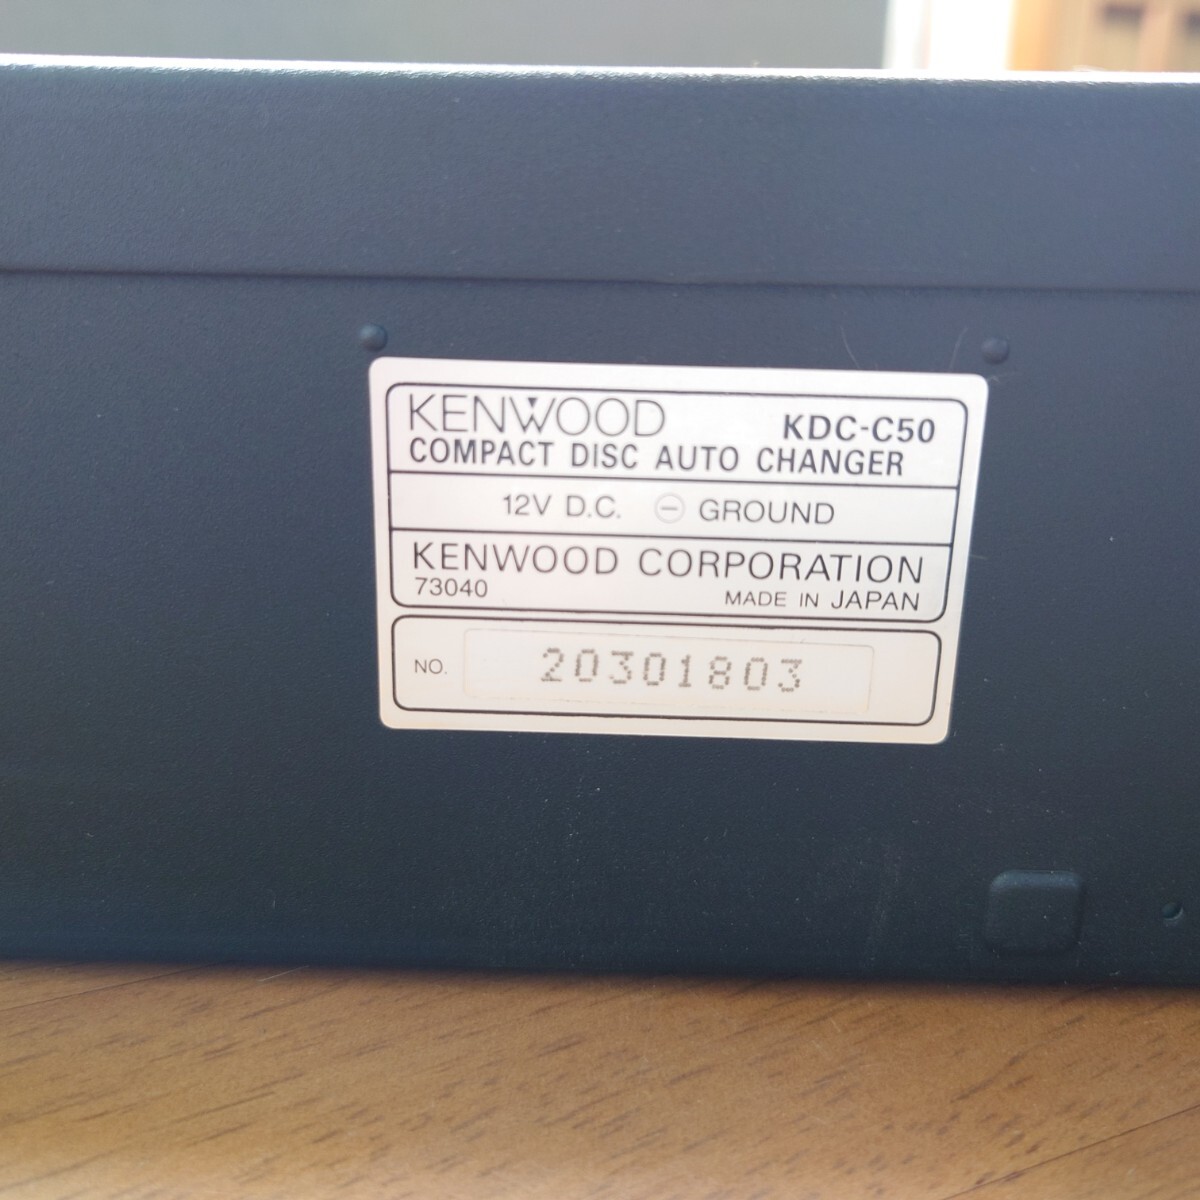 KENWOOD KDC-C50
COMPACT DISC AUTO CHANGER
12V D.C. ⊖ GROUND
KENWOOD CORPORATION
73040 MADE IN JAPAN
NO. 20301803